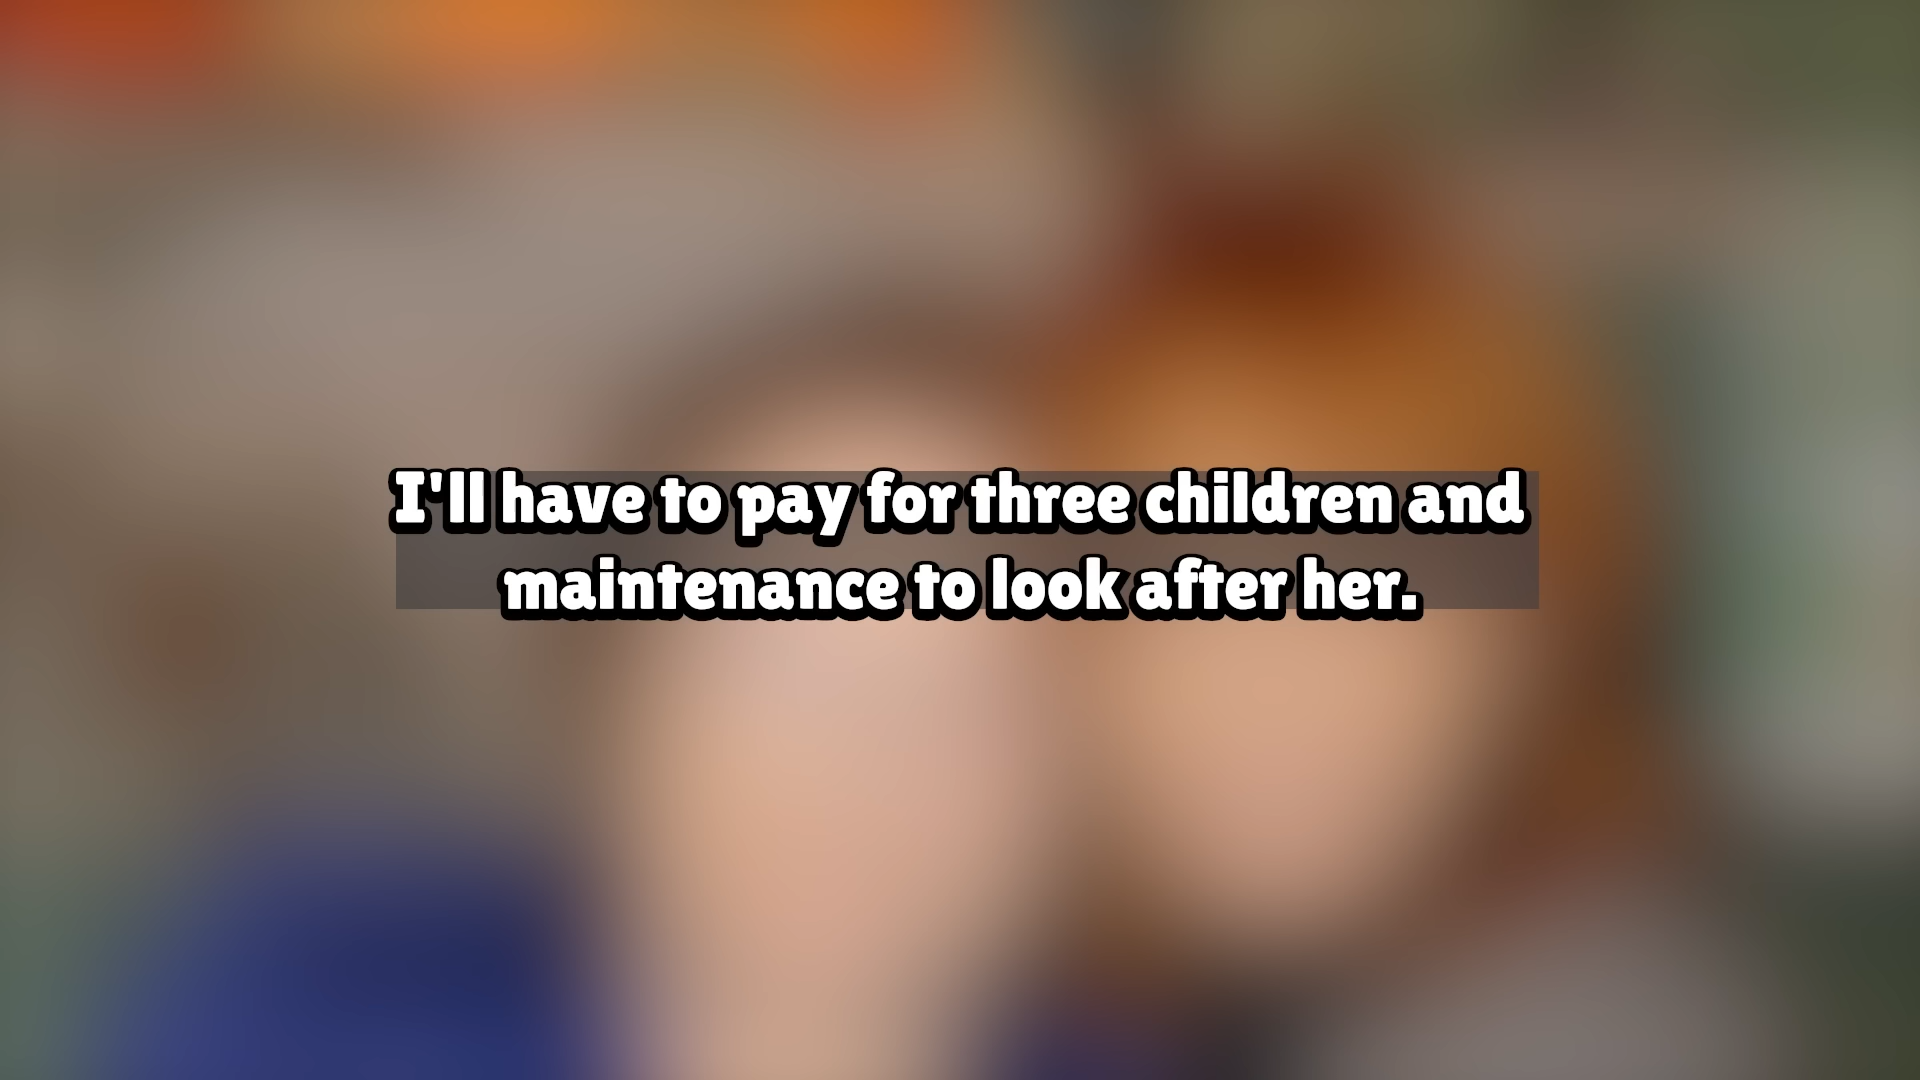 I'll have to pay for three children and
maintenance to look after her.